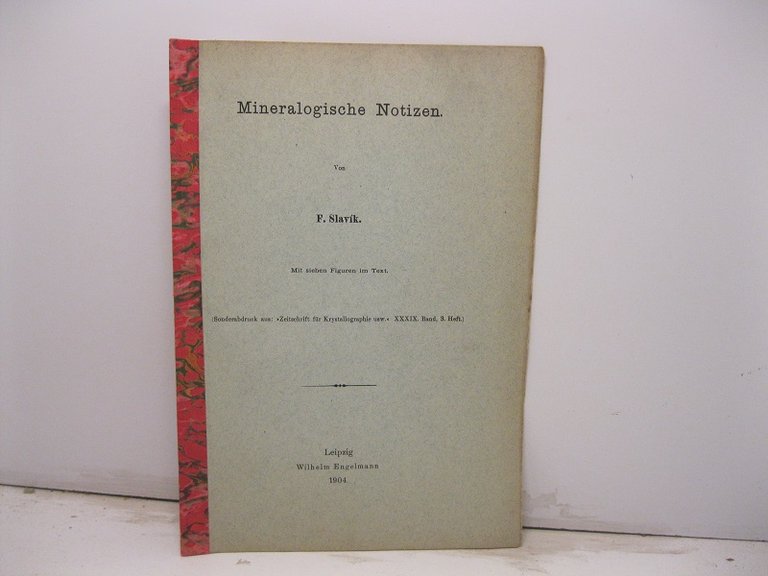 Mineralogische Notizen.
Von
F. Slavík.
Mit sieben Figuren im Text.
(Sonderabdruck aus: »Zeitschrift für Krystallographie usw.« XXXIX. Band, 3. Heft.)
Leipzig
Wilhelm Engelmann
1904.